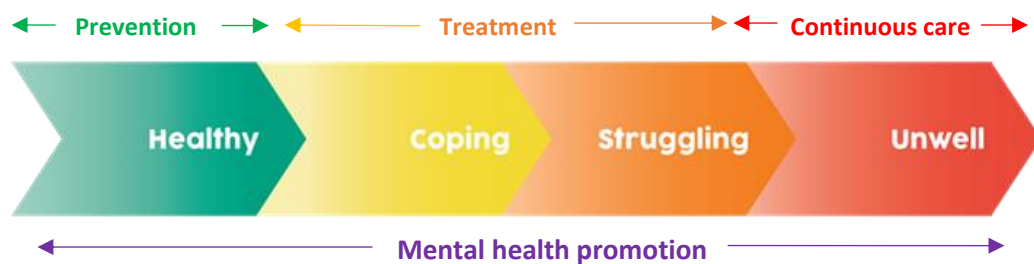 Prevention Treatment Continuous care
Healthy Coping Struggling Unwell
Mental health promotion